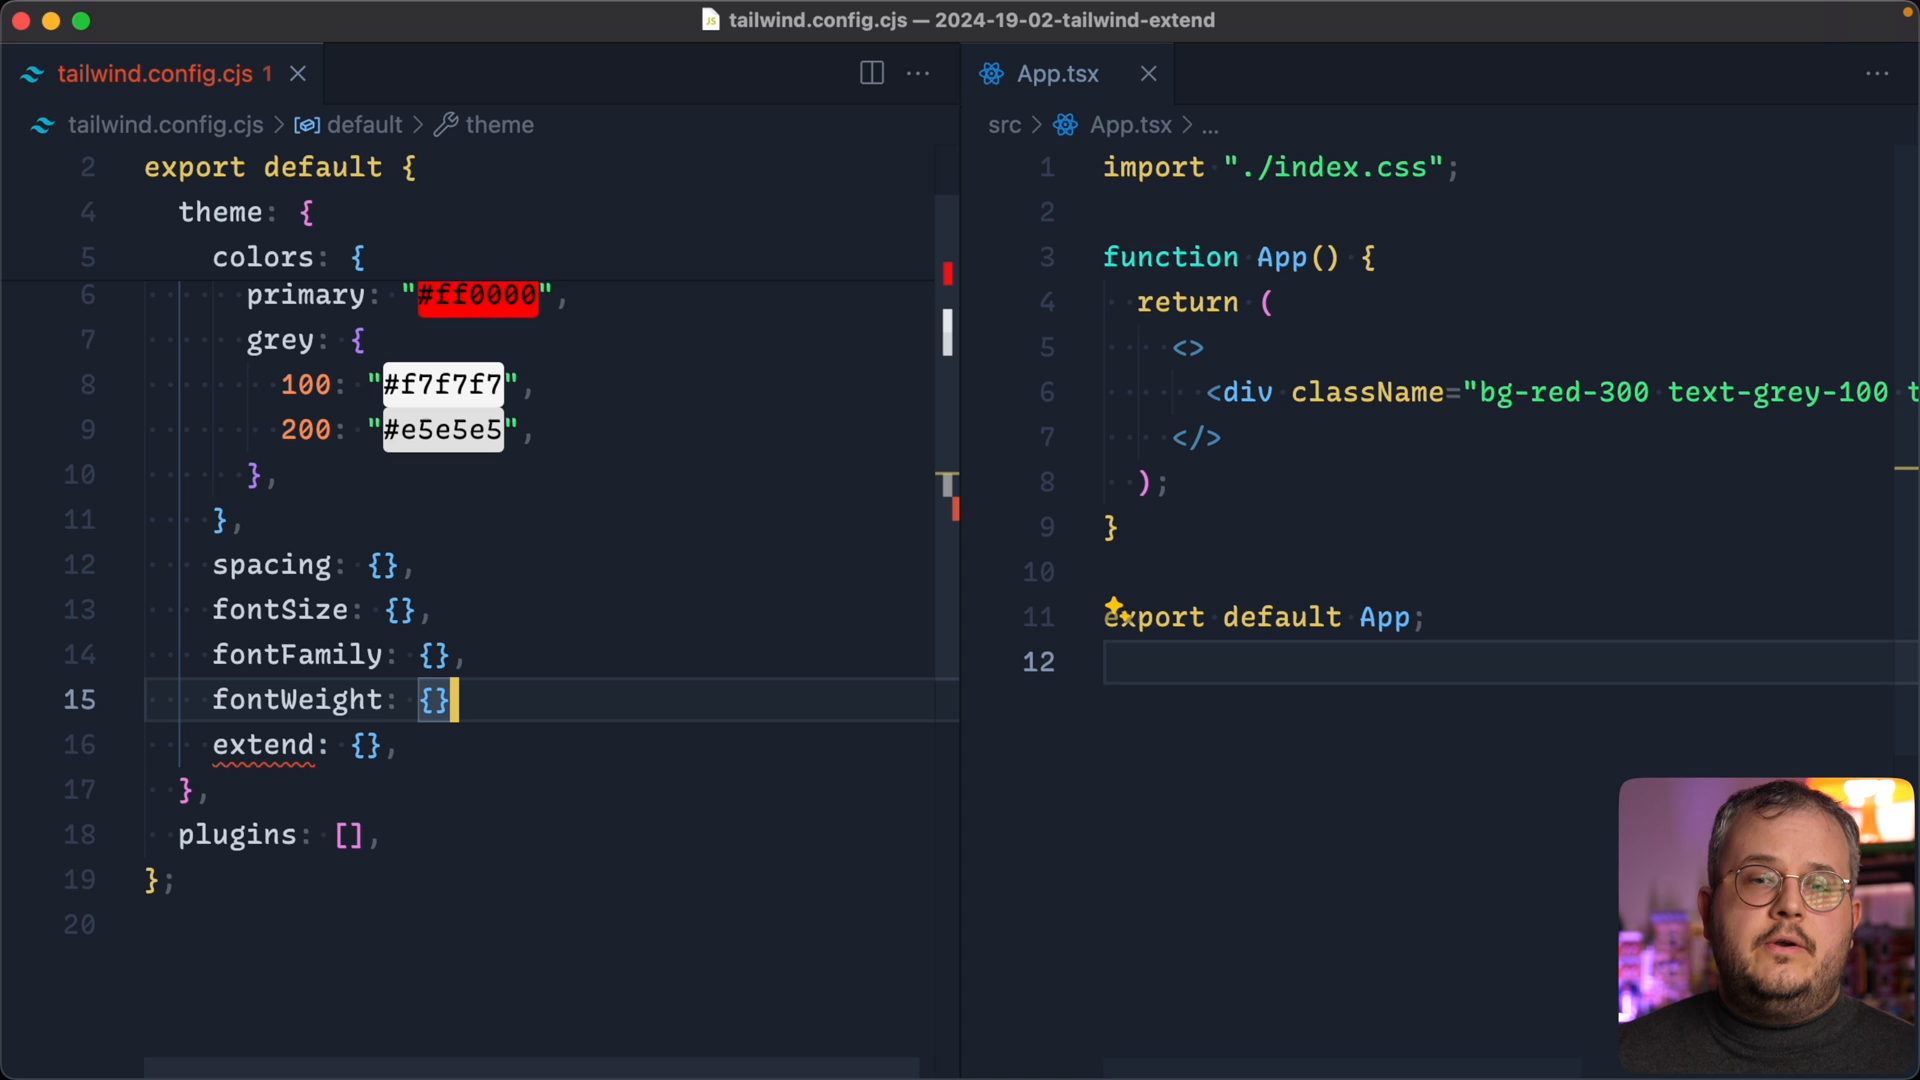 tailwind.config.cjs — 2024-19-02-tailwind-extend
tailwind.config.cjs 1
tailwind.config.cjs > default > theme
2 export default {
4 theme: {
5 colors: {
6 primary: "#ff0000",
7 grey: {
8 100: "#f7f7f7",
9 200: "#e5e5e5",
10 },
11 },
12 spacing: {},
13 fontSize: {},
14 fontFamily: {},
15 fontWeight: {}
16 extend: {},
17 },
18 plugins: [],
19 };
20
App.tsx
src > App.tsx > ...
1 import "./index.css";
2
3 function App() {
4 return (
5 <>
6 <div className="bg-red-300 text-grey-100 t
7 </>
8 );
9 }
10
11 export default App;
12